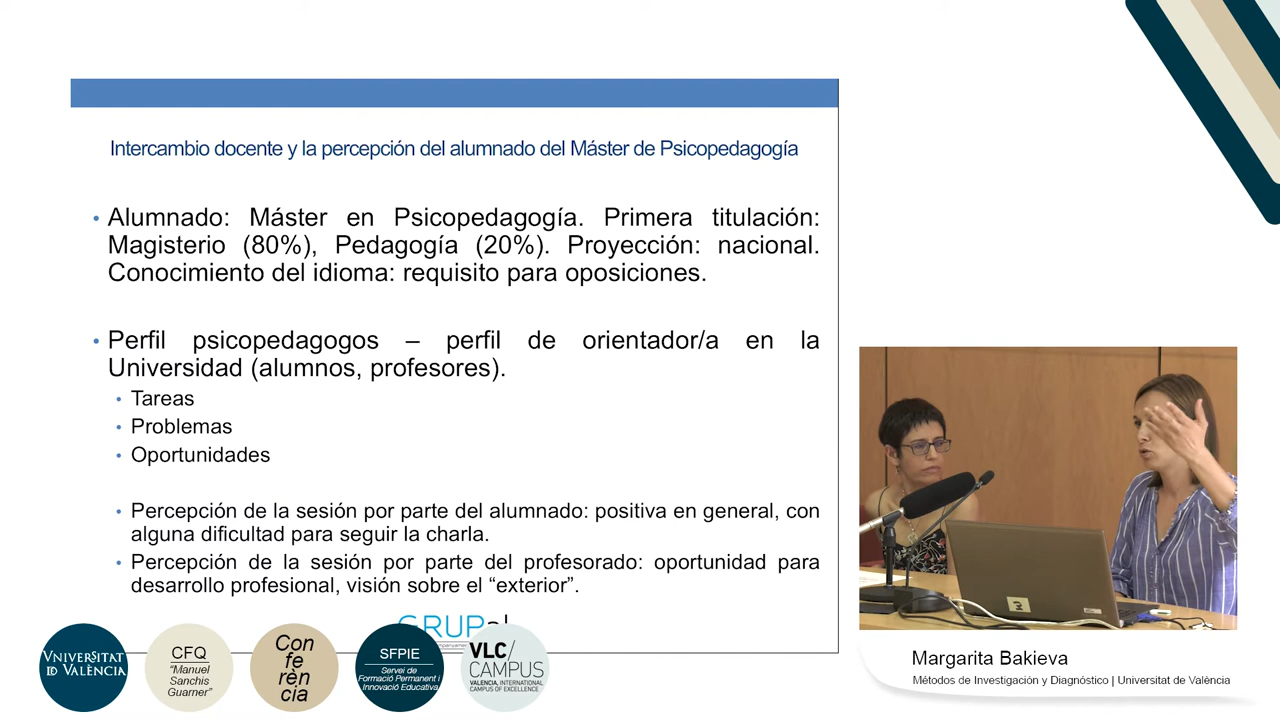 Intercambio docente y la percepción del alumnado del Máster de Psicopedagogía
• Alumnado: Máster en Psicopedagogía. Primera titulación:
Magisterio (80%), Pedagogía (20%). Proyección: nacional.
Conocimiento del idioma: requisito para oposiciones.
• Perfil psicopedagogos – perfil de orientador/a en la
Universidad (alumnos, profesores).
• Tareas
• Problemas
• Oportunidades
• Percepción de la sesión por parte del alumnado: positiva en general, con
alguna dificultad para seguir la charla.
• Percepción de la sesión por parte del profesorado: oportunidad para
desarrollo profesional, visión sobre el “exterior”.
VNIVERSITAT
DE VALÈNCIA
CFQ
“Manuel
Sanchis
Guarner”
Con
fe
rèn
cia
SFPIE
Servei de
Formació Permanent i
Innovació Educativa
VLC/
CAMPUS
VALENCIA, INTERNATIONAL
CAMPUS OF EXCELLENCE
Margarita Bakieva
Métodos de Investigación y Diagnóstico | Universitat de València